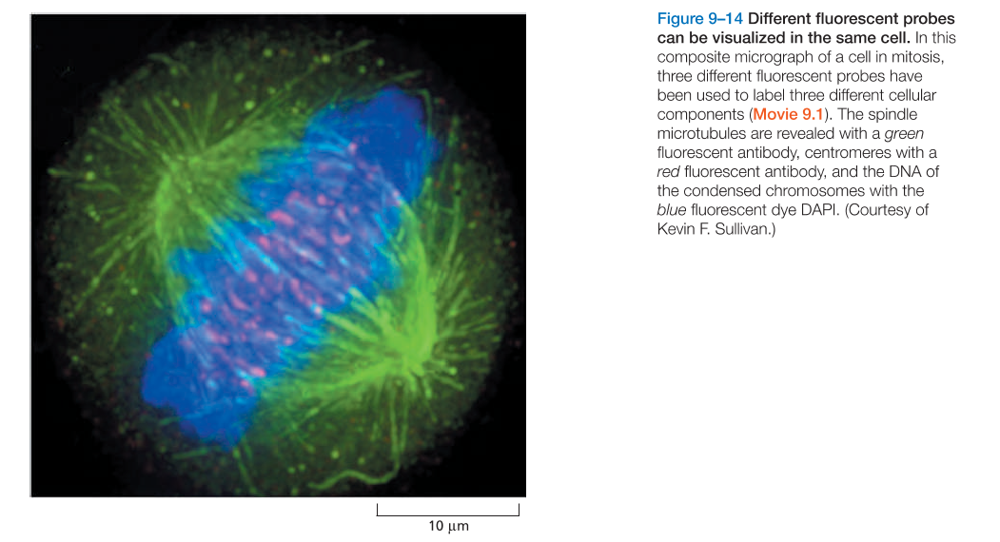 Figure 9–14 Different fluorescent probes
can be visualized in the same cell. In this
composite micrograph of a cell in mitosis,
three different fluorescent probes have
been used to label three different cellular
components (Movie 9.1). The spindle
microtubules are revealed with a green
fluorescent antibody, centromeres with a
red fluorescent antibody, and the DNA of
the condensed chromosomes with the
blue fluorescent dye DAPI. (Courtesy of
Kevin F. Sullivan.)
10 μm